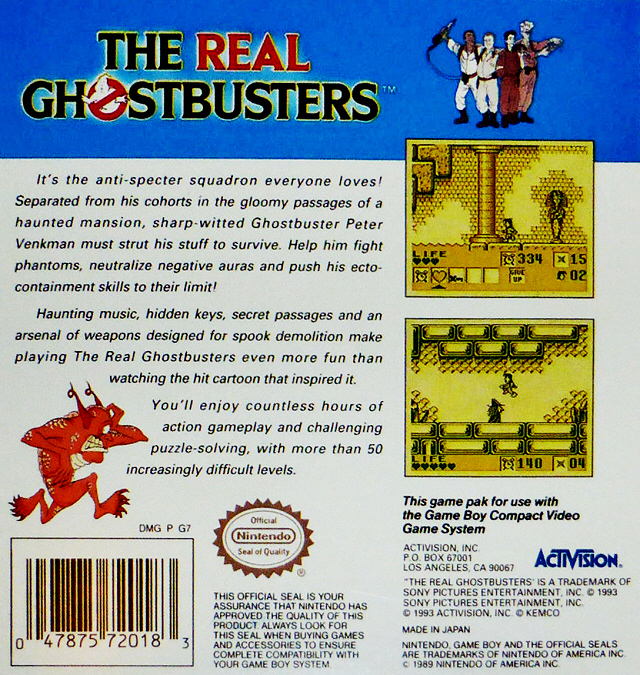 THE REAL
GHOSTBUSTERS™
It's the anti-specter squadron everyone loves!
Separated from his cohorts in the gloomy passages of a
haunted mansion, sharp-witted Ghostbuster Peter
Venkman must strut his stuff to survive. Help him fight
phantoms, neutralize negative auras and push his ecto-
containment skills to their limit!
Haunting music, hidden keys, secret passages and an
arsenal of weapons designed for spook demolition make
playing The Real Ghostbusters even more fun than
watching the hit cartoon that inspired it.
You'll enjoy countless hours of
action gameplay and challenging
puzzle-solving, with more than 50
increasingly difficult levels.
LIFE
334
15
GIVE
UP
02
LIFE
140
04
DMG P G7
0 47875 72018 3
Official
Nintendo
Seal of Quality
®
THIS OFFICIAL SEAL IS YOUR
ASSURANCE THAT NINTENDO HAS
APPROVED THE QUALITY OF THIS
PRODUCT. ALWAYS LOOK FOR
THIS SEAL WHEN BUYING GAMES
AND ACCESSORIES TO ENSURE
COMPLETE COMPATIBILITY WITH
YOUR GAME BOY SYSTEM.
This game pak for use with
the Game Boy Compact Video
Game System
ACTIVISION, INC.
P.O. BOX 67001
LOS ANGELES, CA 90067
ACTIVISION®
"THE REAL GHOSTBUSTERS' IS A TRADEMARK OF
SONY PICTURES ENTERTAINMENT, INC. © 1993
SONY PICTURES ENTERTAINMENT, INC.
© 1993 ACTIVISION, INC. © KEMCO
MADE IN JAPAN
NINTENDO, GAME BOY AND THE OFFICIAL SEALS
ARE TRADEMARKS OF NINTENDO OF AMERICA INC.
© 1989 NINTENDO OF AMERICA INC.